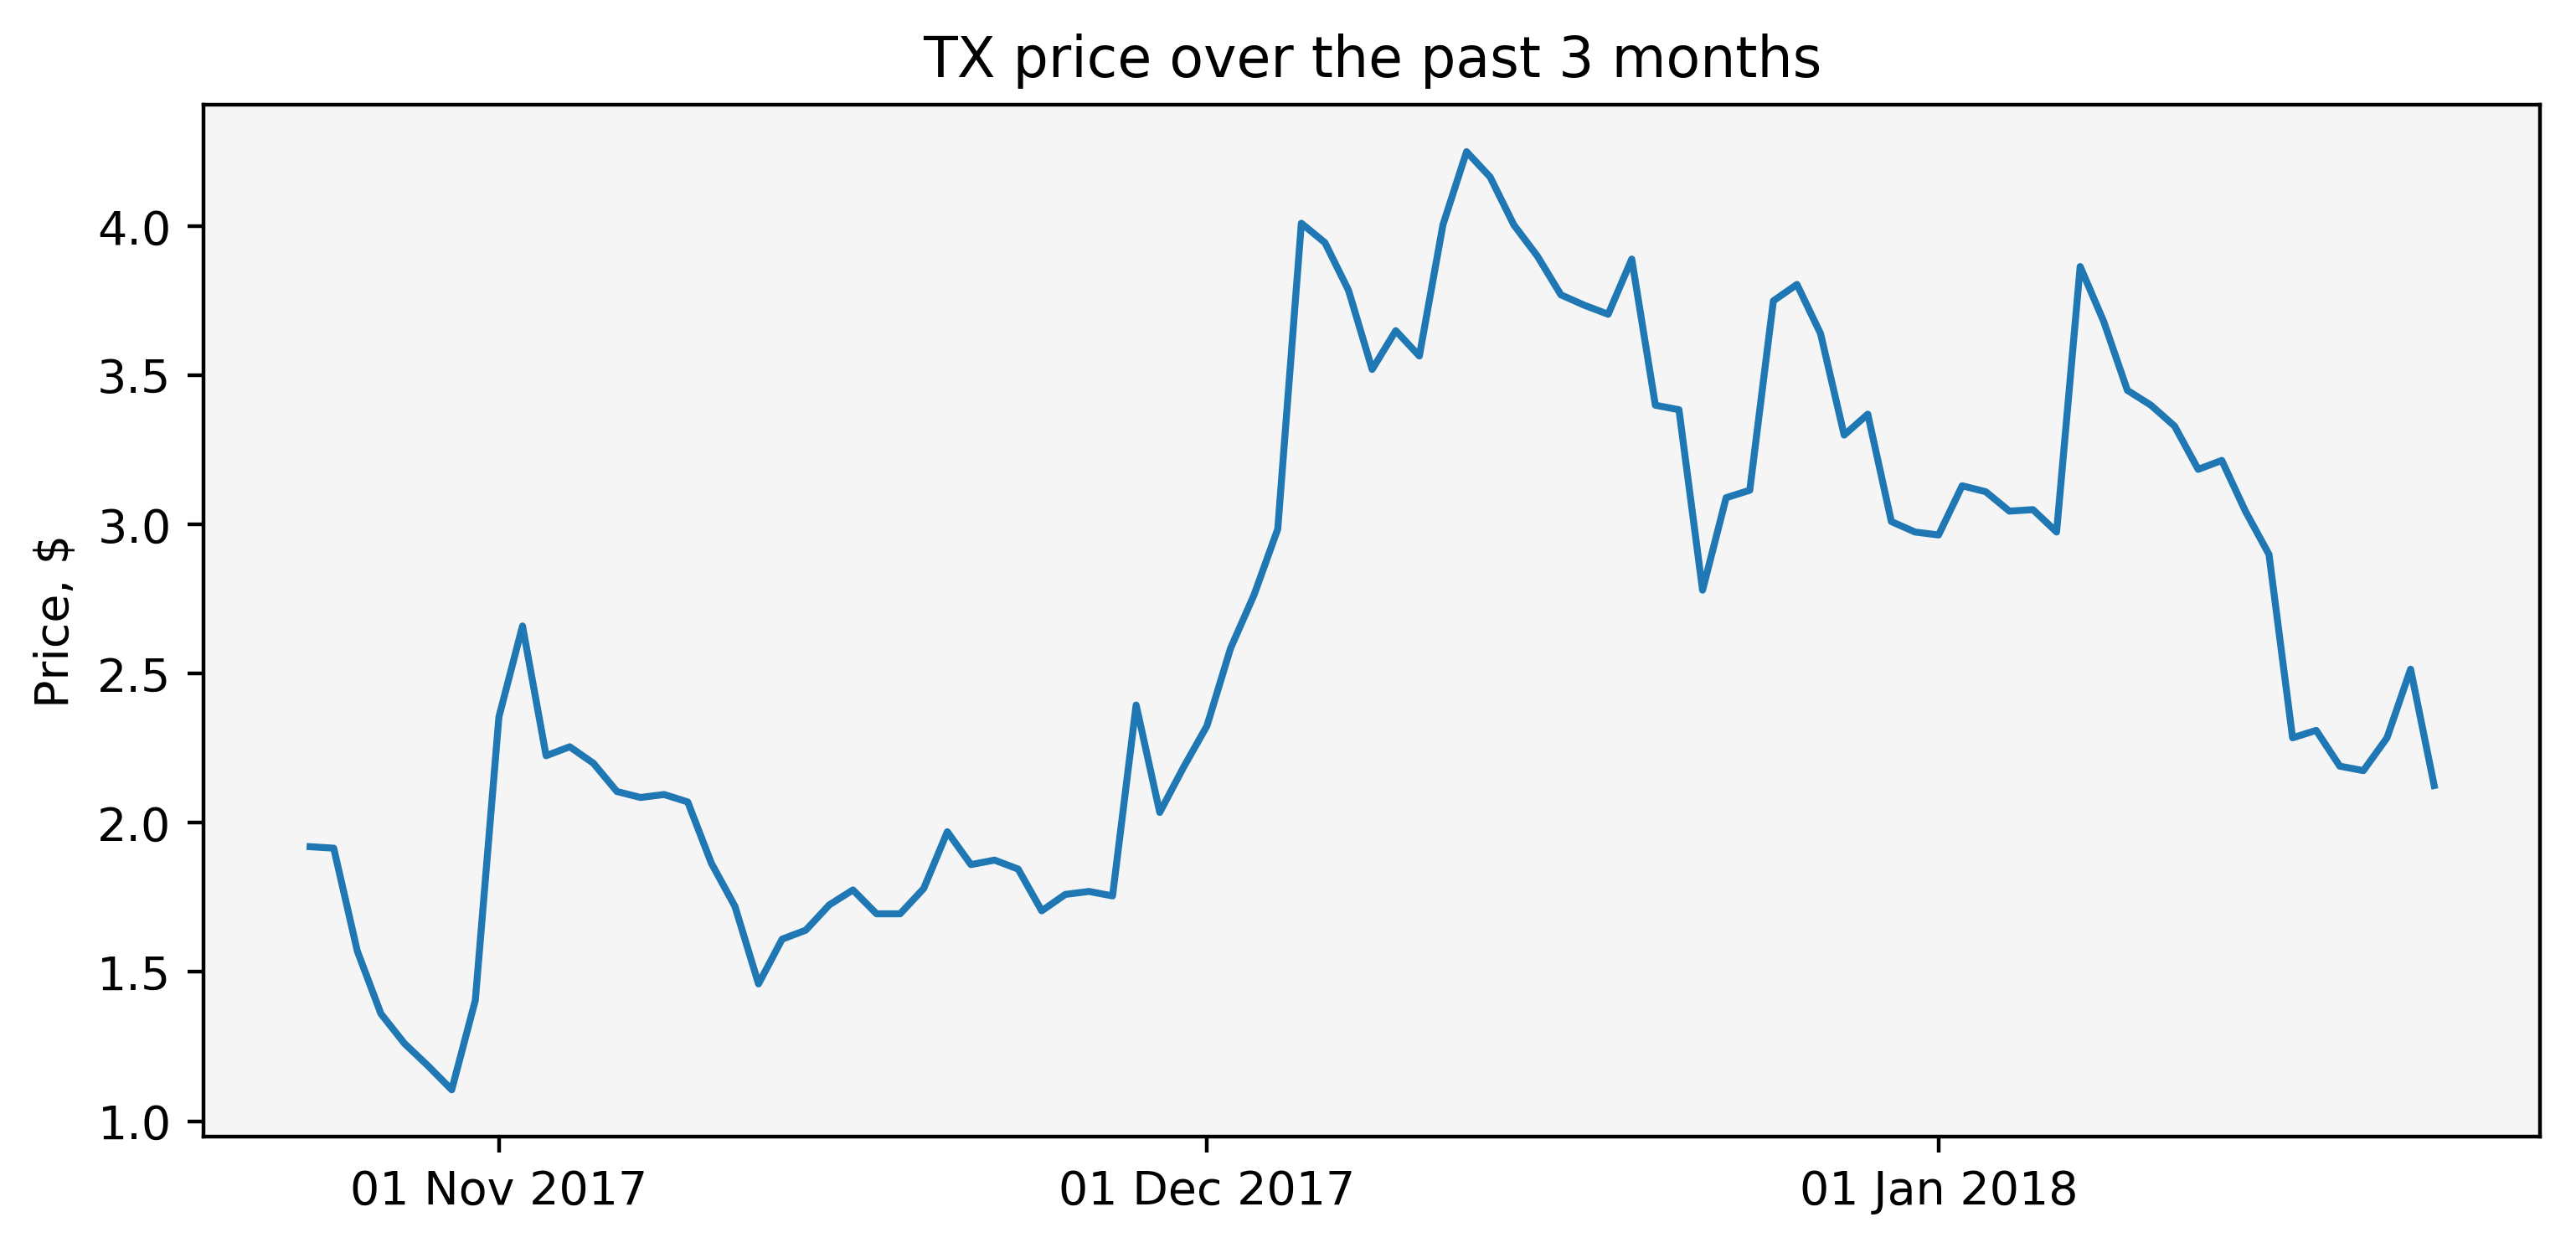 TX price over the past 3 months
Price, $
4.0
3.5
3.0
2.5
2.0
1.5
1.0
01 Nov 2017
01 Dec 2017
01 Jan 2018